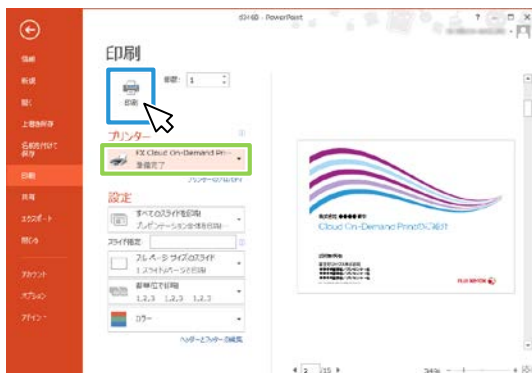 PowerPoint
印刷
部数: 1
印刷
情報
新規
開く
上書き保存
名前を付けて
保存
印刷
共有
エクスポート
閉じる
アカウント
オプション
プリンター
FX Cloud On-Demand Pri...
準備完了
プリンターのプロパティ
設定
すべてのスライドを印刷
プレゼンテーション全体を印刷...
スライド指定:
フル ページ サイズのスライド
1 スライド/ページで印刷
部単位で印刷
1,2,3 1,2,3 1,2,3
カラー
ヘッダーとフッターの編集
株式会社 ●●●● 御中
Cloud On-Demand Printのご紹介
FUJI XEROX
/15